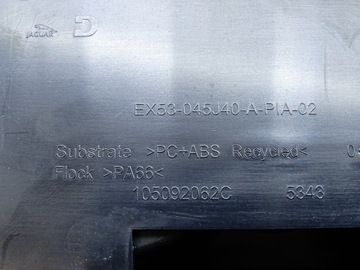 JAGUAR
EX53-045J40-A-PIA-02
Substrate >PC+ABS Recycled<
Flock >PA66<
105092062C 5343